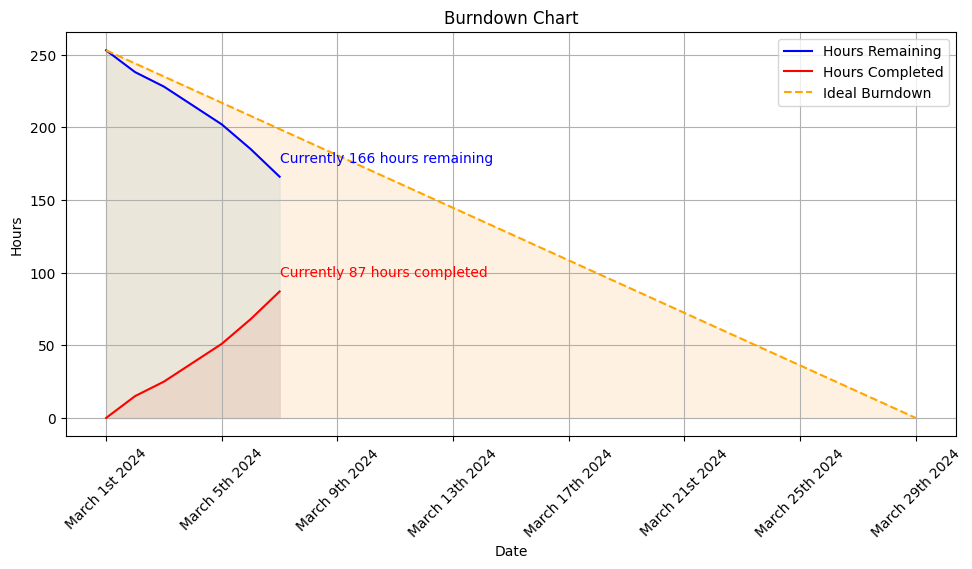 Burndown Chart
Hours Remaining
Hours Completed
Ideal Burndown
250
200
150
100
50
0
Hours
Currently 166 hours remaining
Currently 87 hours completed
March 1st 2024
March 5th 2024
March 9th 2024
March 13th 2024
March 17th 2024
March 21st 2024
March 25th 2024
March 29th 2024
Date